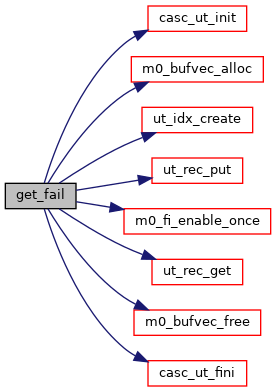 casc_ut_init
m0_bufvec_alloc
ut_idx_create
ut_rec_put
get_fail
m0_fi_enable_once
ut_rec_get
m0_bufvec_free
casc_ut_fini